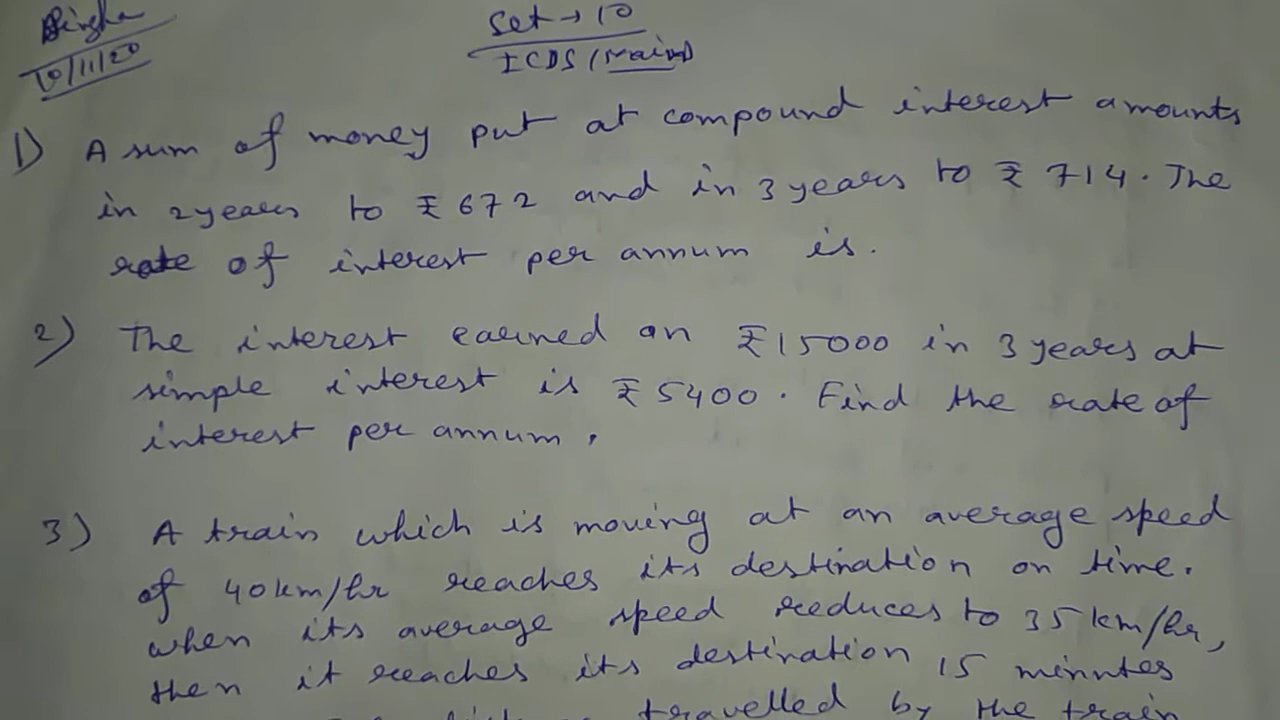 Singha
10/11/20
Set → 10
ICDS (Main)
1) A sum of money put at compound interest amounts
in 2 years to ₹ 672 and in 3 years to ₹ 714. The
rate of interest per annum is.
2) The interest earned on ₹15000 in 3 years at
simple interest is ₹5400. Find the rate of
interest per annum.
3) A train which is moving at an average speed
of 40km/hr reaches its destination on time.
when its average speed reduces to 35 km/hr,
then it reaches its destination 15 minutes
travelled by the train